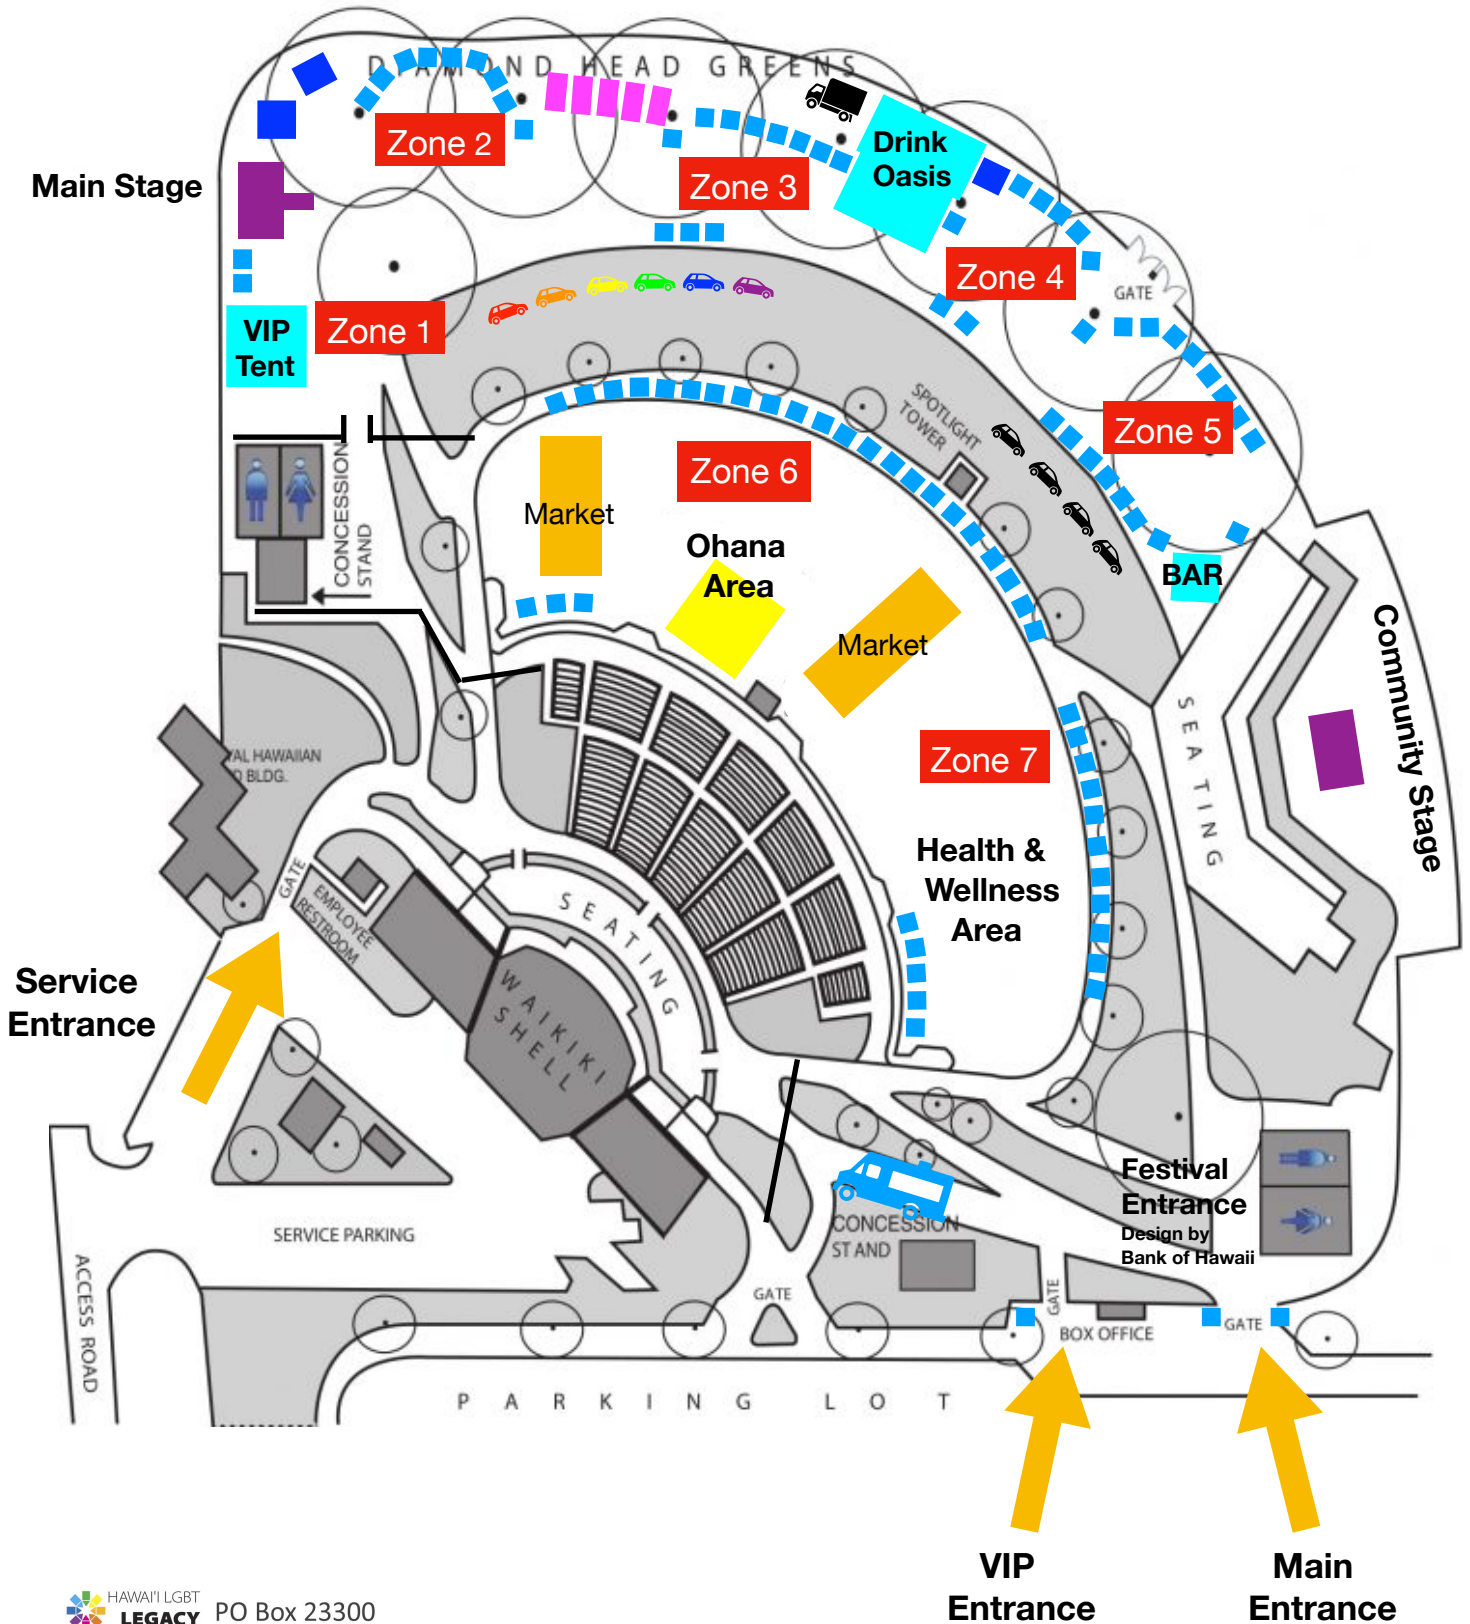 DIAMOND HEAD GREENS
Zone 2
Drink
Oasis
Main Stage
Zone 3
Zone 4
GATE
VIP
Tent
Zone 1
SPOTLIGHT
TOWER
Zone 5
CONCESSION
STAND
Zone 6
Market
Ohana
Area
BAR
Market
Community Stage
SEATING
Zone 7
YAL HAWAIIAN
D BLDG.
Health &
Wellness
Area
GATE
EMPLOYEE
RESTROOM
SEATING
WAIKIKI
SHELL
Service
Entrance
Festival
Entrance
Design by
Bank of Hawaii
CONCESSION
ST AND
SERVICE PARKING
ACCESS ROAD
GATE
GATE
BOX OFFICE
GATE
PARKING LOT
VIP
Entrance
Main
Entrance
HAWAI'I LGBT
LEGACY
PO Box 23300